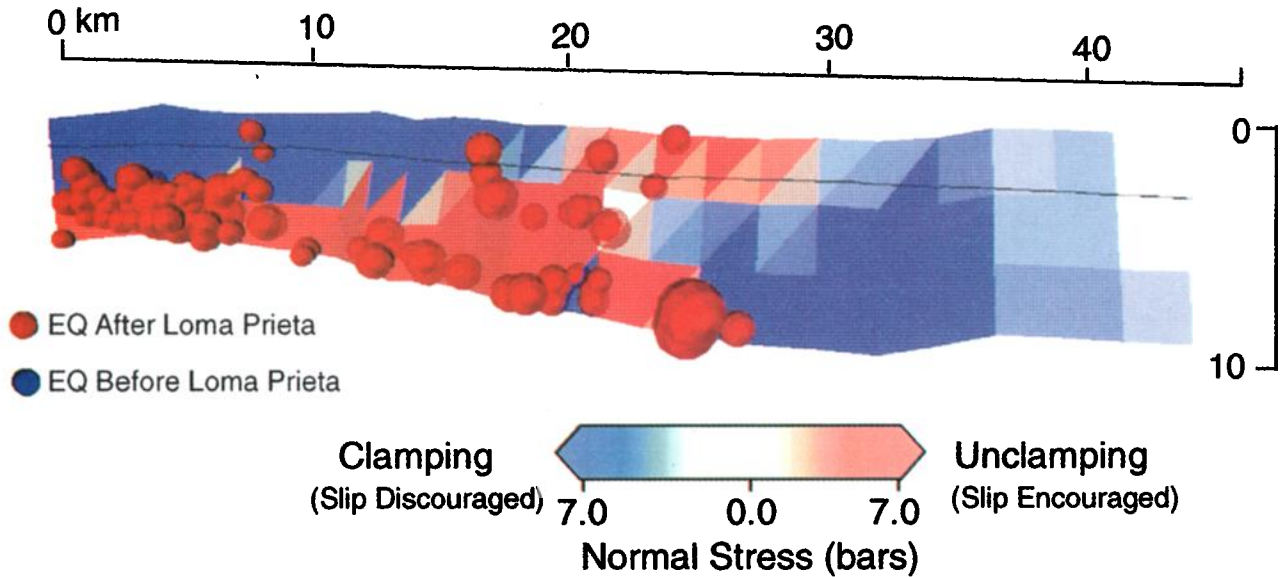 0 km 10 20 30 40
0
10
EQ After Loma Prieta
EQ Before Loma Prieta
Clamping
(Slip Discouraged)
Unclamping
(Slip Encouraged)
7.0 0.0 7.0
Normal Stress (bars)